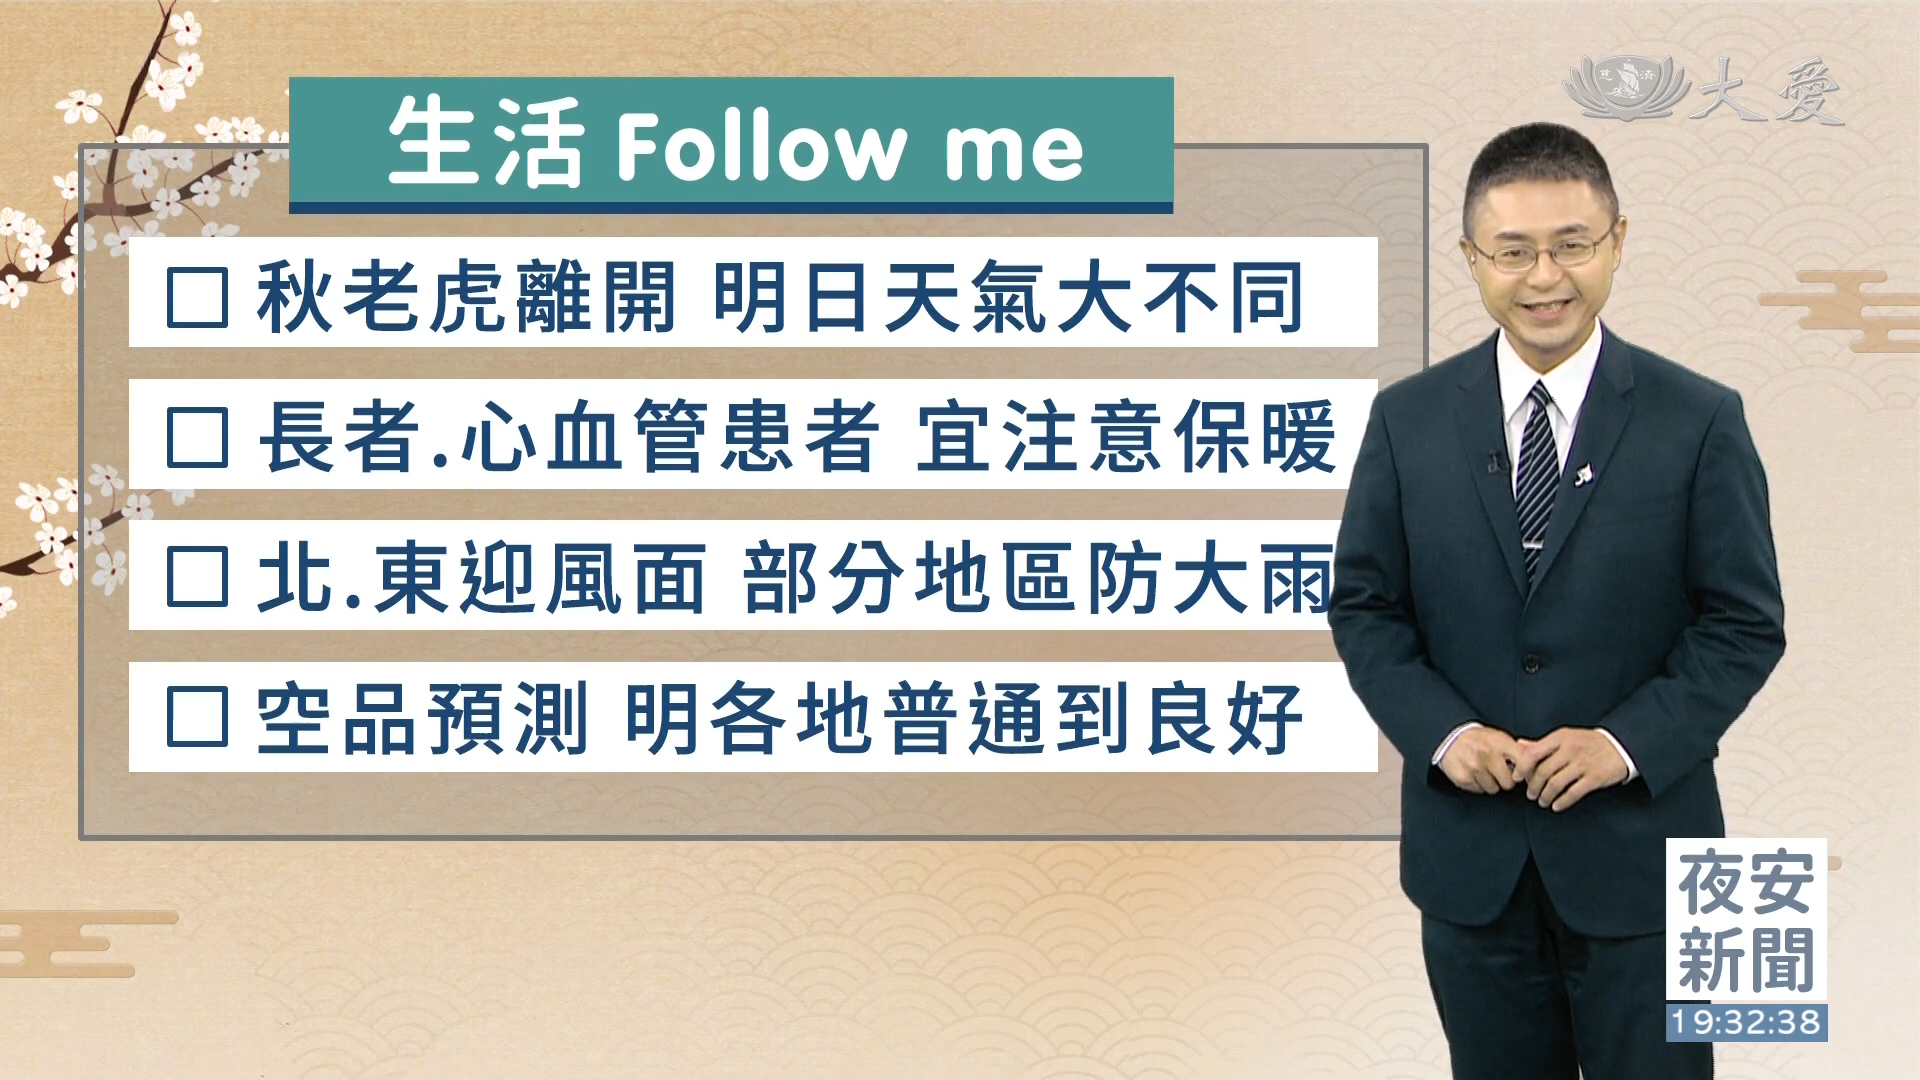 慈濟 大愛
生活 Follow me
□ 秋老虎離開 明日天氣大不同
□ 長者.心血管患者 宜注意保暖
□ 北.東迎風面 部分地區防大雨
□ 空品預測 明各地普通到良好
夜安
新聞
19:32:38